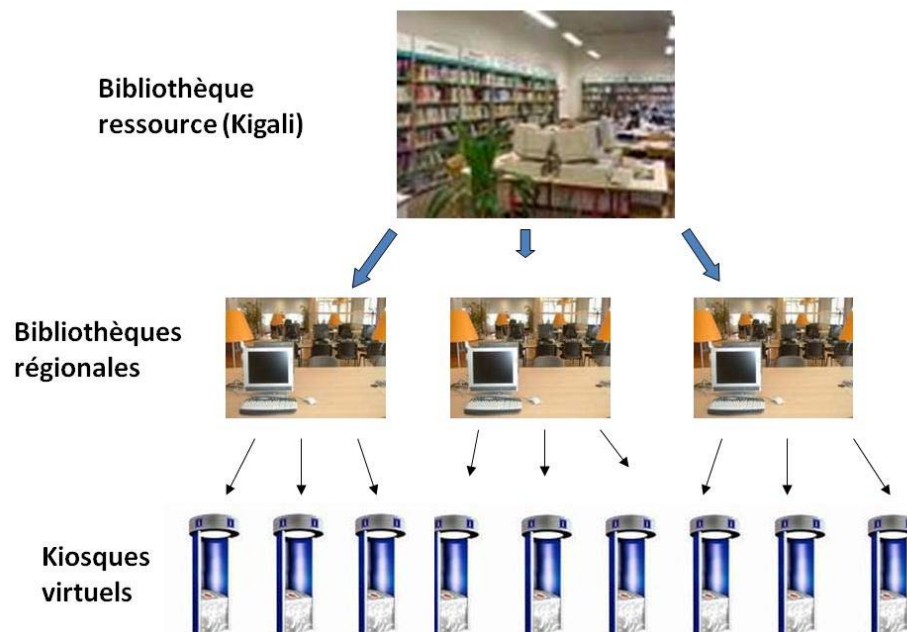 Bibliothèque
ressource (Kigali)
Bibliothèques
régionales
Kiosques
virtuels